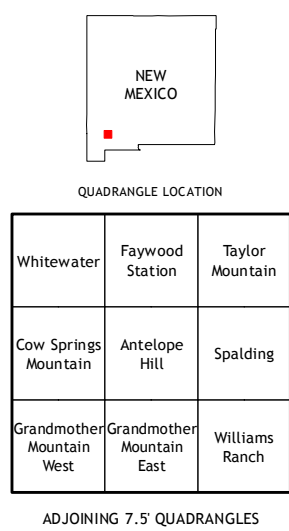 NEW
MEXICO
QUADRANGLE LOCATION
Whitewater
Faywood
Station
Taylor
Mountain
Cow Springs
Mountain
Antelope
Hill
Spalding
Grandmother
Mountain
West
Grandmother
Mountain
East
Williams
Ranch
ADJOINING 7.5' QUADRANGLES